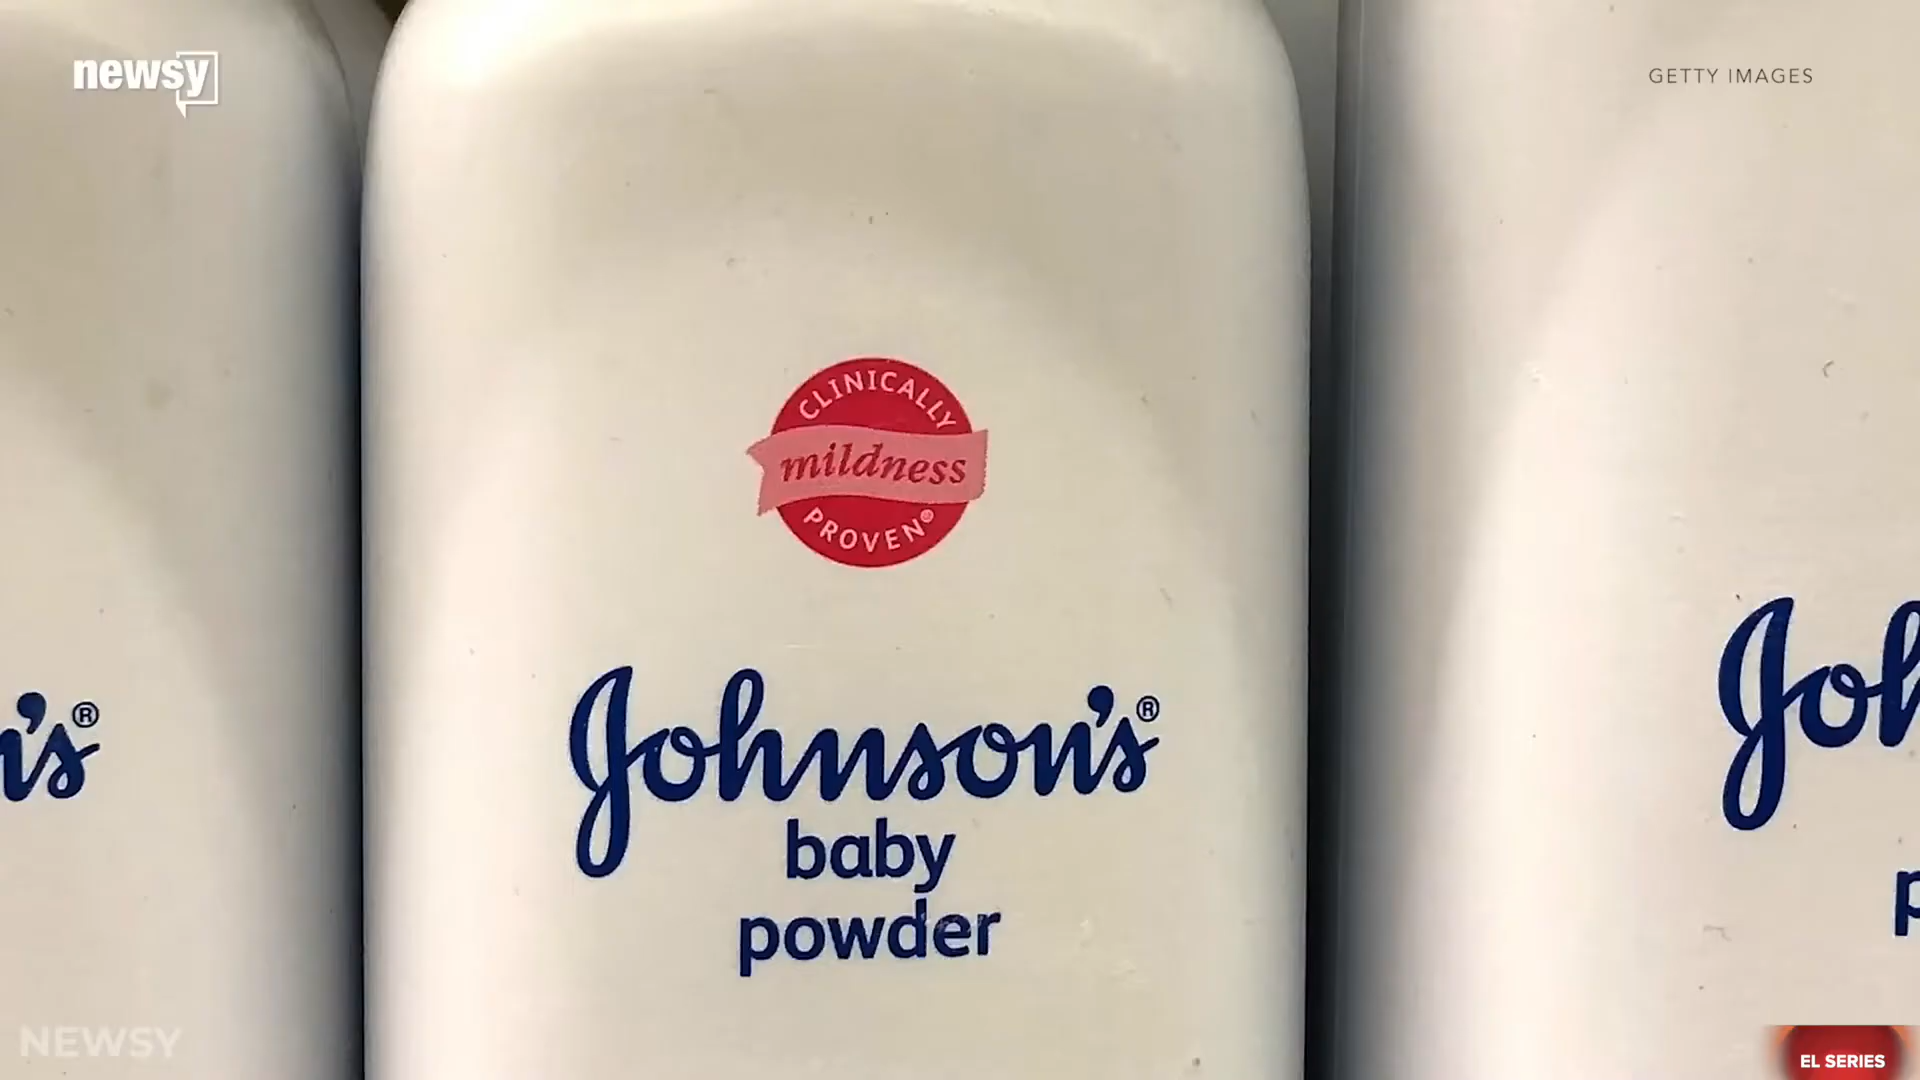 newsy
GETTY IMAGES
CLINICALLY
mildness
PROVEN®
Johnson's®
baby
powder
n's®
Joh
p
NEWSY
EL SERIES